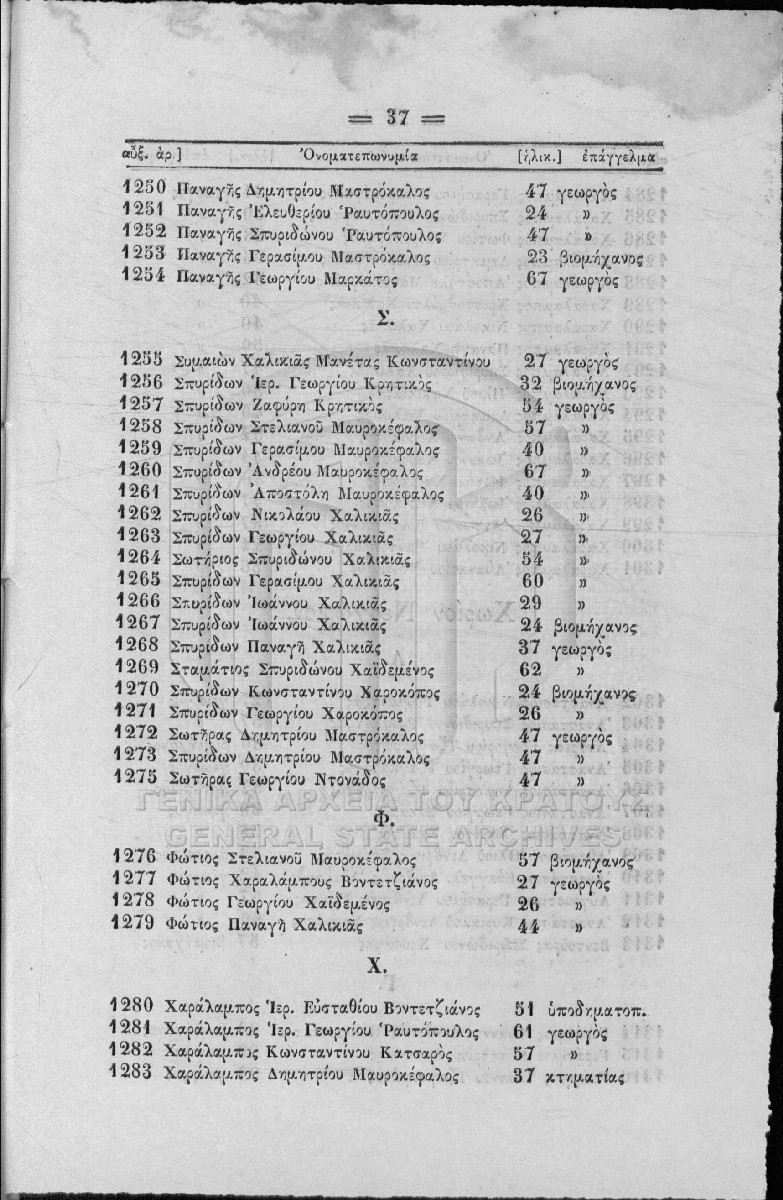 = 37 =
αὔξ. ἀρ.] Ὀνοματεπωνυμία [ἡλικ.] ἐπάγγελμα
1250 Παναγῆς Δημητρίου Μαστρόκαλος 47 γεωργὸς
1251 Παναγῆς Ἐλευθερίου Ῥαυτόπουλος 24 »
1252 Παναγῆς Σπυριδώνου Ῥαυτόπουλος 47 »
1253 Παναγῆς Γερασίμου Μαστρόκαλος 23 βιομήχανος
1254 Παναγῆς Γεωργίου Μαρκάτος 67 γεωργὸς
Σ.
1255 Συμαιὼν Χαλικιᾶς Μανέτας Κωνσταντίνου 27 γεωργὸς
1256 Σπυρίδων Ἱερ. Γεωργίου Κρητικὸς 32 βιομήχανος
1257 Σπυρίδων Ζαφύρη Κρητικὸς 54 γεωργὸς
1258 Σπυρίδων Στελιανοῦ Μαυροκέφαλος 57 »
1259 Σπυρίδων Γερασίμου Μαυροκέφαλος 40 »
1260 Σπυρίδων Ἀνδρέου Μαυροκέφαλος 67 »
1261 Σπυρίδων Ἀποστόλη Μαυροκέφαλος 40 »
1262 Σπυρίδων Νικολάου Χαλικιᾶς 26 »
1263 Σπυρίδων Γεωργίου Χαλικιᾶς 27 »
1264 Σωτήριος Σπυριδώνου Χαλικιᾶς 54 »
1265 Σπυρίδων Γερασίμου Χαλικιᾶς 60 »
1266 Σπυρίδων Ἰωάννου Χαλικιᾶς 29 »
1267 Σπυρίδων Ἰωάννου Χαλικιᾶς 24 βιομήχανος
1268 Σπυρίδων Παναγῆ Χαλικιᾶς 37 γεωργὸς
1269 Σταμάτιος Σπυριδώνου Χαϊδεμένος 62 »
1270 Σπυρίδων Κωνσταντίνου Χαροκόπος 24 βιομήχανος
1271 Σπυρίδων Γεωργίου Χαροκόπος 26 »
1272 Σωτῆρας Δημητρίου Μαστρόκαλος 47 γεωργὸς
1273 Σπυρίδων Δημητρίου Μαστρόκαλος 47 »
1275 Σωτῆρας Γεωργίου Ντονάδος 47 »
ΓΕΝΙΚΑ ΑΡΧΕΙΑ ΤΟΥ ΚΡΑΤΟΥΣ
Φ.
GENERAL STATE ARCHIVES
1276 Φώτιος Στελιανοῦ Μαυροκέφαλος 57 βιομήχανος
1277 Φώτιος Χαραλάμπους Βοντετζιάνος 27 γεωργὸς
1278 Φώτιος Γεωργίου Χαϊδεμένος 26 »
1279 Φώτιος Παναγῆ Χαλικιᾶς 44 »
Χ.
1280 Χαράλαμπος Ἱερ. Εὐσταθίου Βοντετζιάνος 51 ὑποδηματοπ.
1281 Χαράλαμπος Ἱερ. Γεωργίου Ῥαυτόπουλος 61 γεωργὸς
1282 Χαράλαμπος Κωνσταντίνου Κατσαρὸς 57 »
1283 Χαράλαμπος Δημητρίου Μαυροκέφαλος 37 κτηματίας